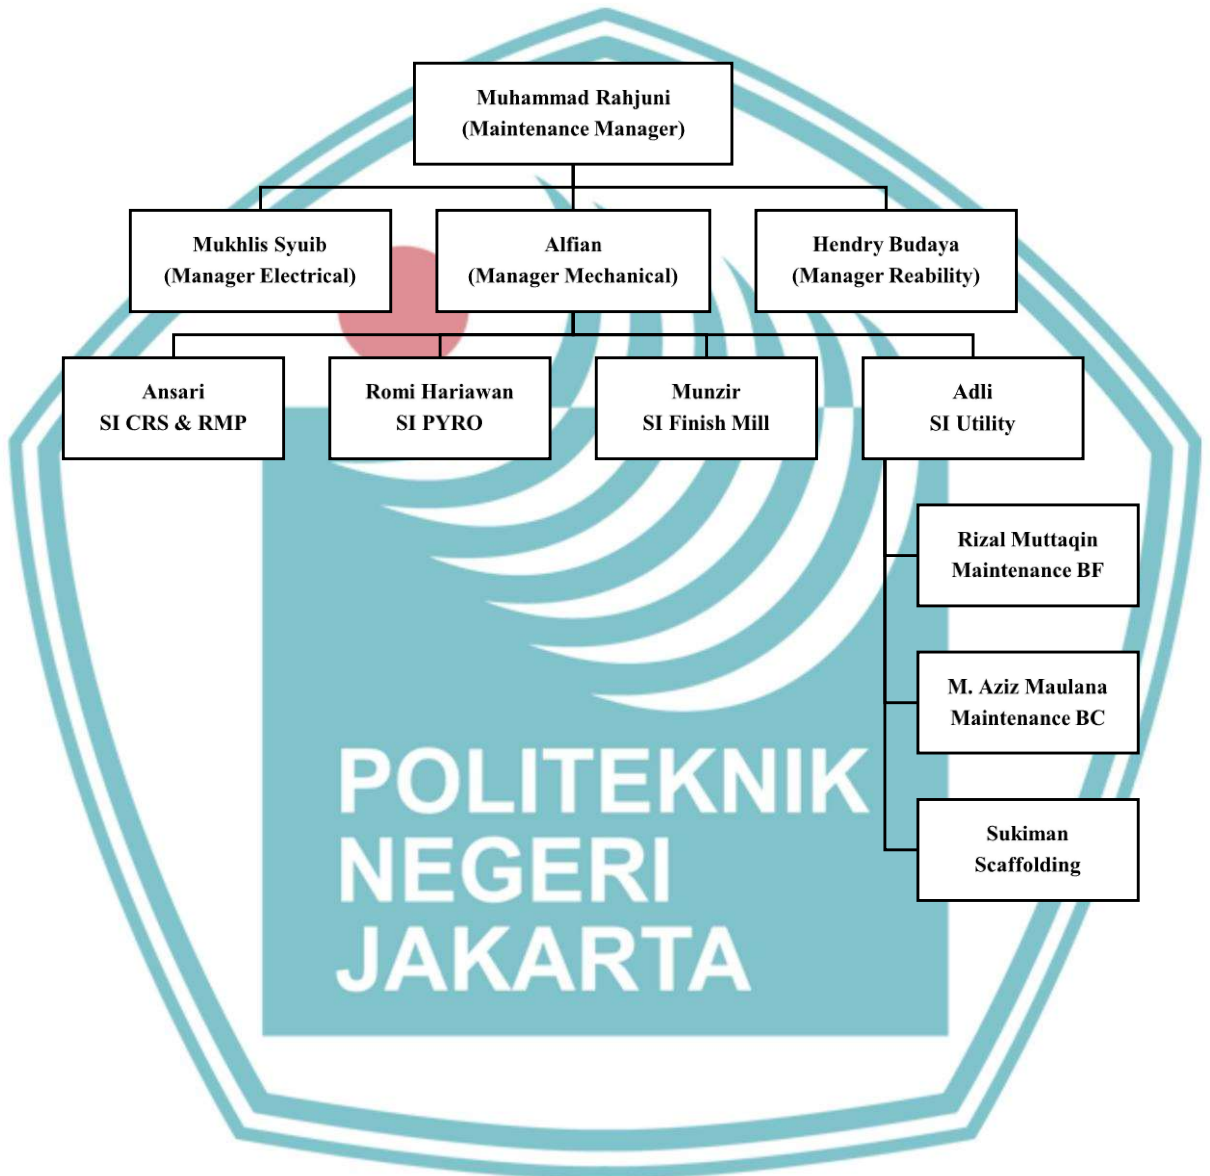 Muhammad Rahjuni
(Maintenance Manager)
Mukhlis Syuib
(Manager Electrical)
Alfian
(Manager Mechanical)
Hendry Budaya
(Manager Reability)
Ansari
SI CRS & RMP
Romi Hariawan
SI PYRO
Munzir
SI Finish Mill
Adli
SI Utility
Rizal Muttaqin
Maintenance BF
M. Aziz Maulana
Maintenance BC
Sukiman
Scaffolding
POLITEKNIK
NEGERI
JAKARTA